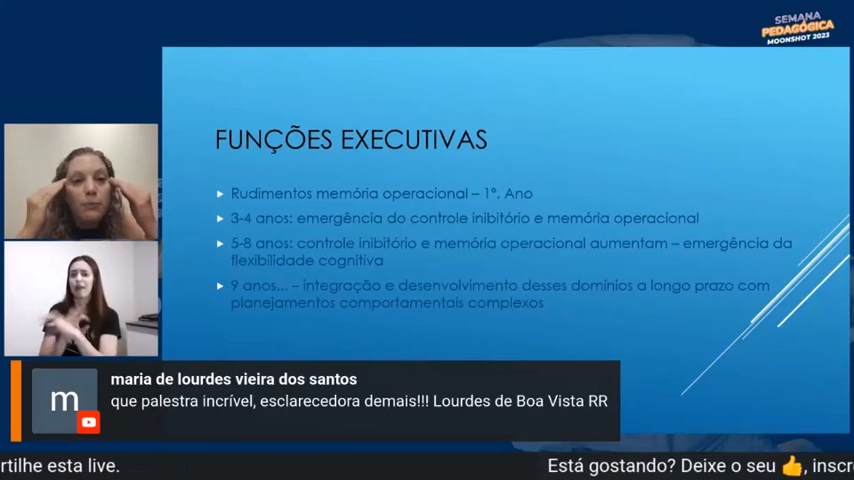 SEMANA
PEDAGÓGICA
MOONSHOT 2023
FUNÇÕES EXECUTIVAS
Rudimentos memória operacional – 1º. Ano
3-4 anos: emergência do controle inibitório e memória operacional
5-8 anos: controle inibitório e memória operacional aumentam – emergência da
flexibilidade cognitiva
9 anos... – integração e desenvolvimento desses domínios a longo prazo com
planejamentos comportamentais complexos
m
maria de lourdes vieira dos santos
que palestra incrível, esclarecedora demais!!! Lourdes de Boa Vista RR
rtilhe esta live.
Está gostando? Deixe o seu 👍, inscre